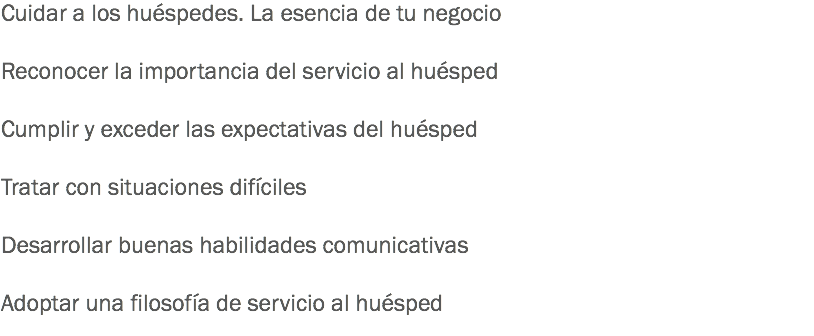 Cuidar a los huéspedes. La esencia de tu negocio
Reconocer la importancia del servicio al huésped
Cumplir y exceder las expectativas del huésped
Tratar con situaciones difíciles
Desarrollar buenas habilidades comunicativas
Adoptar una filosofía de servicio al huésped